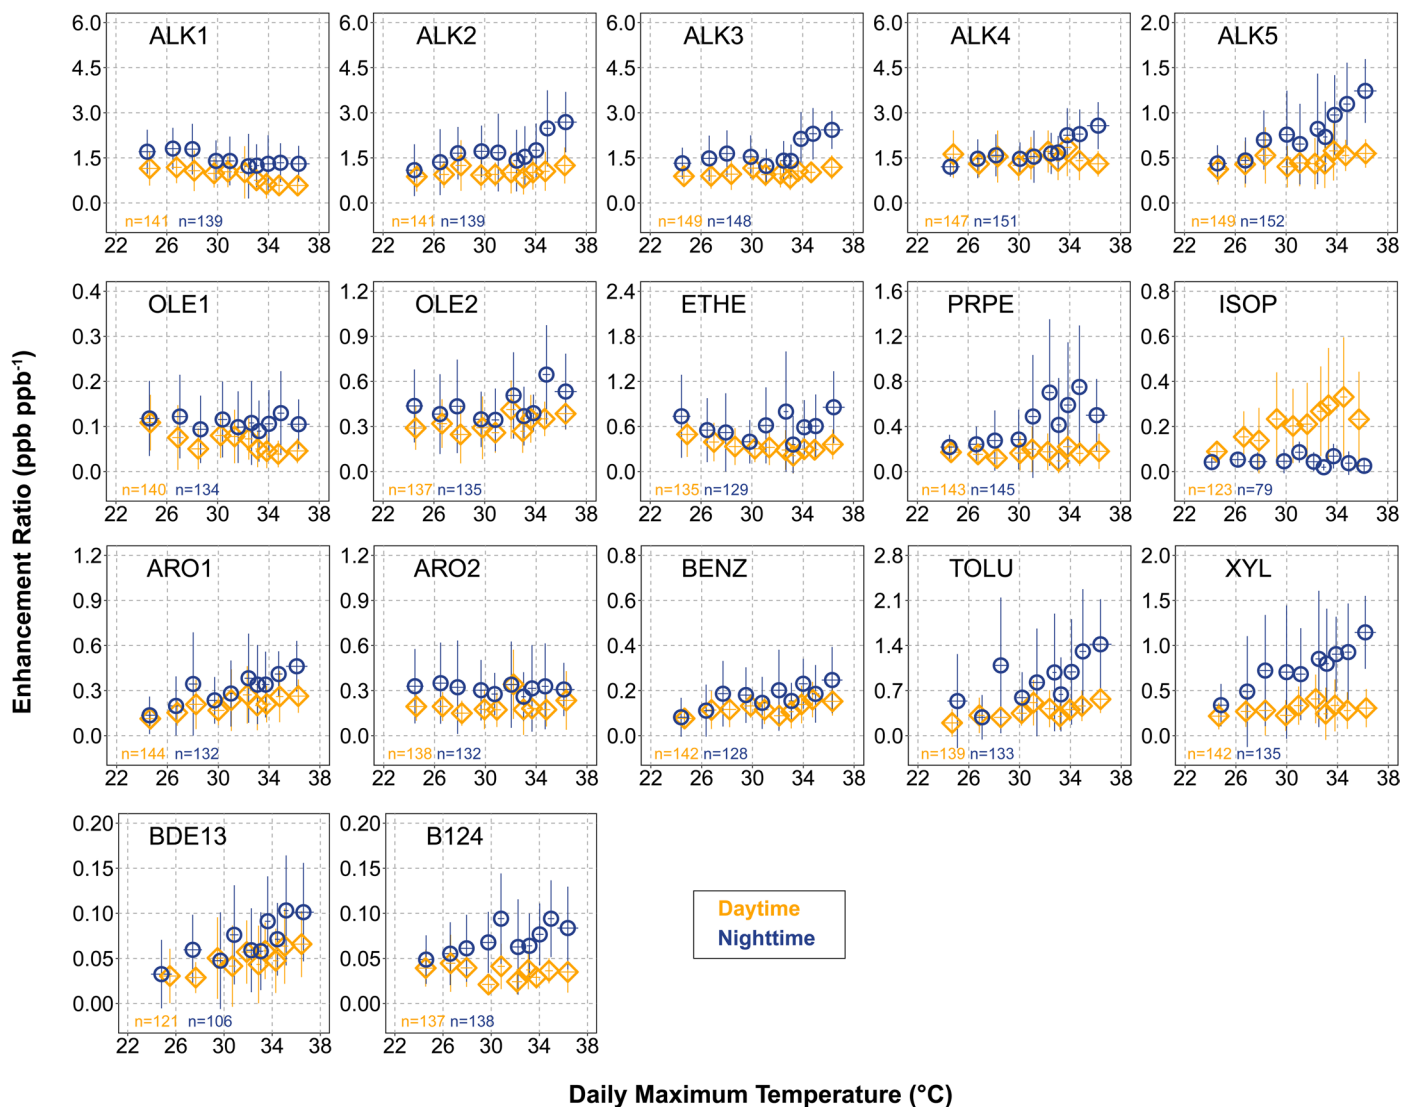 6.0 ALK1 6.0 ALK2 6.0 ALK3 6.0 ALK4 2.0 ALK5
4.5 4.5 4.5 4.5 1.5
3.0 3.0 3.0 3.0 1.0
1.5 1.5 1.5 1.5 0.5
0.0 0.0 0.0 0.0 0.0
n=141 n=139 n=141 n=139 n=149 n=148 n=147 n=151 n=149 n=152
22 26 30 34 38 22 26 30 34 38 22 26 30 34 38 22 26 30 34 38 22 26 30 34 38
0.4 OLE1 1.2 OLE2 2.4 ETHE 1.6 PRPE 0.8 ISOP
0.3 0.9 1.8 1.2 0.6
0.2 0.6 1.2 0.8 0.4
0.1 0.3 0.6 0.4 0.2
0.0 0.0 0.0 0.0 0.0
n=140 n=134 n=137 n=135 n=135 n=129 n=143 n=145 n=123 n=79
22 26 30 34 38 22 26 30 34 38 22 26 30 34 38 22 26 30 34 38 22 26 30 34 38
1.2 ARO1 1.2 ARO2 0.8 BENZ 2.8 TOLU 2.0 XYL
0.9 0.9 0.6 2.1 1.5
0.6 0.6 0.4 1.4 1.0
0.3 0.3 0.2 0.7 0.5
0.0 0.0 0.0 0.0 0.0
n=144 n=132 n=138 n=132 n=142 n=128 n=139 n=133 n=142 n=135
22 26 30 34 38 22 26 30 34 38 22 26 30 34 38 22 26 30 34 38 22 26 30 34 38
0.20 BDE13 0.20 B124
0.15 0.15
0.10 0.10
0.05 0.05
0.00 0.00
n=121 n=106 n=137 n=138
22 26 30 34 38 22 26 30 34 38
Daytime
Nighttime
Enhancement Ratio (ppb ppb⁻¹)
Daily Maximum Temperature (°C)